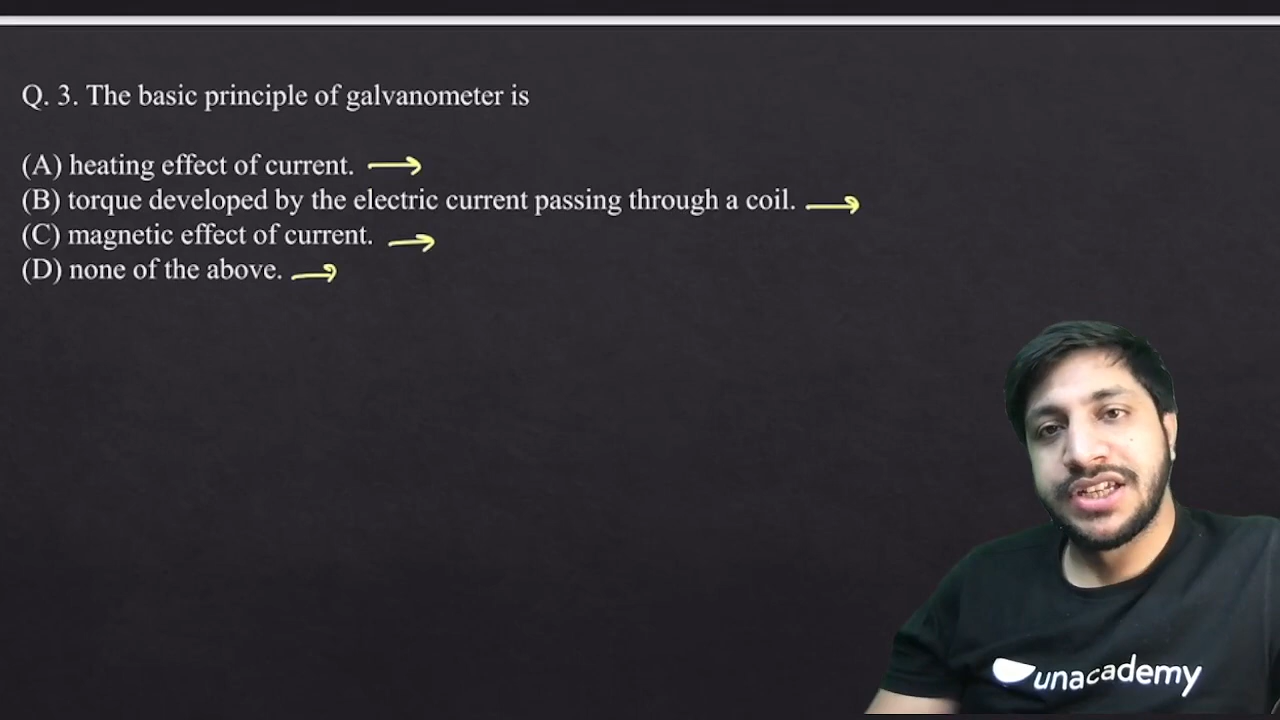 Q. 3. The basic principle of galvanometer is
(A) heating effect of current.
(B) torque developed by the electric current passing through a coil.
(C) magnetic effect of current.
(D) none of the above.
unacademy